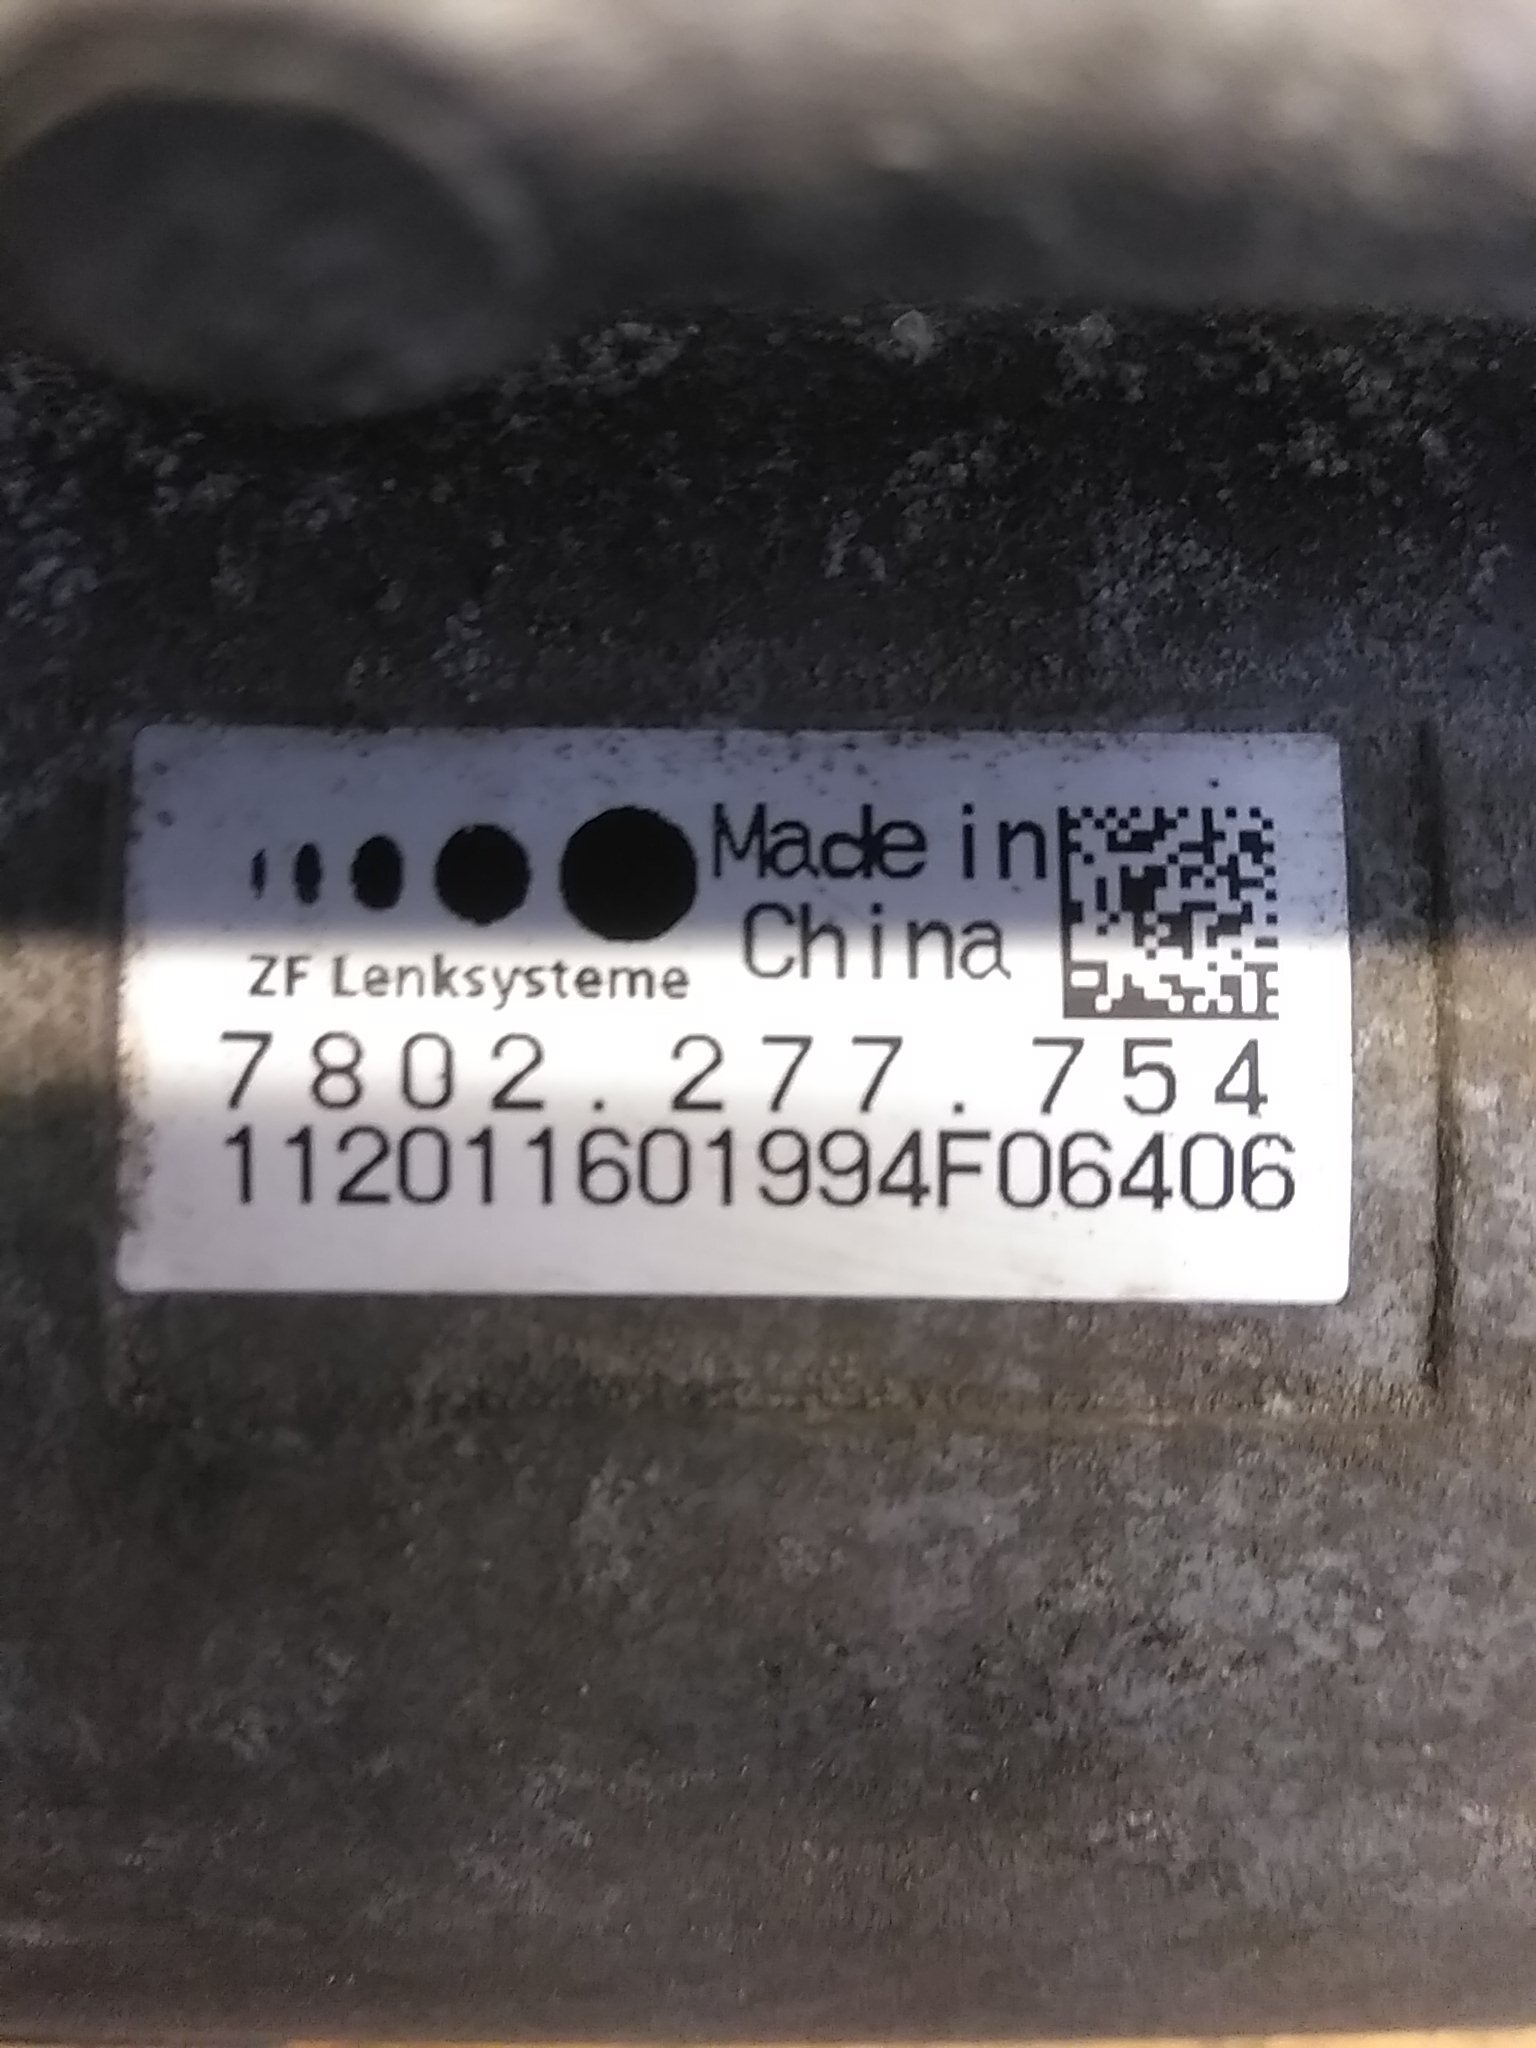 Made in
China
ZF Lenksysteme
7802.277.754
112011601994F06406